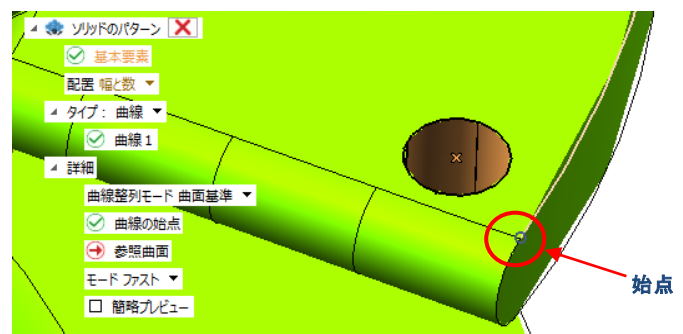 ソリッドのパターン
基本要素
配置 幅と数
タイプ： 曲線
曲線 1
詳細
曲線整列モード 曲面基準
曲線の始点
参照曲面
モード ファスト
簡略プレビュー
始点